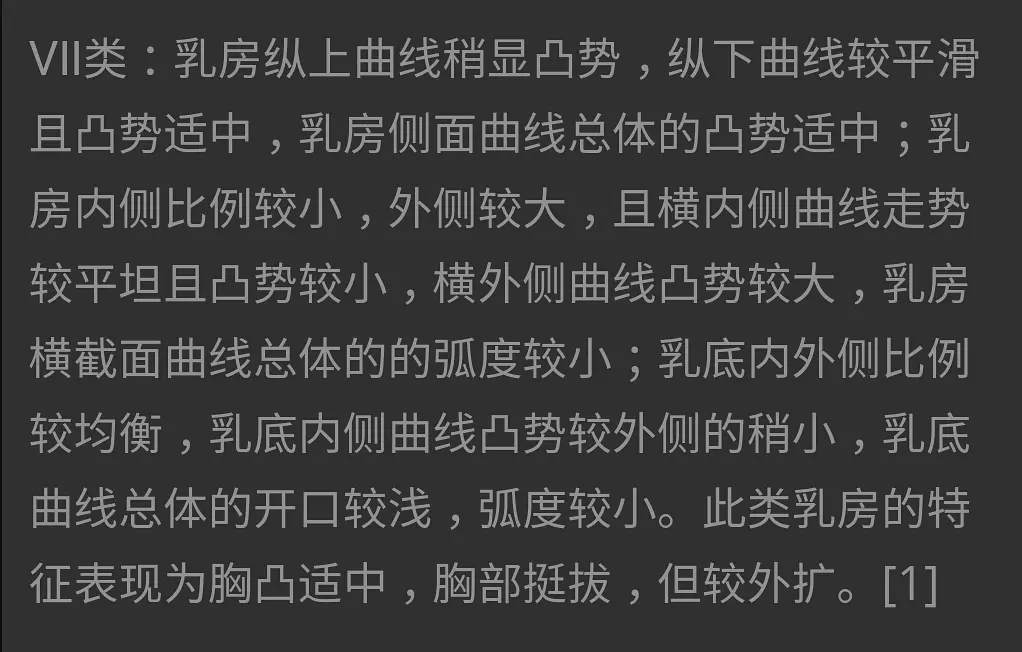 VII类：乳房纵上曲线稍显凸势，纵下曲线较平滑
且凸势适中，乳房侧面曲线总体的凸势适中；乳
房内侧比例较小，外侧较大，且横内侧曲线走势
较平坦且凸势较小，横外侧曲线凸势较大，乳房
横截面曲线总体的的弧度较小；乳底内外侧比例
较均衡，乳底内侧曲线凸势较外侧的稍小，乳底
曲线总体的开口较浅，弧度较小。此类乳房的特
征表现为胸凸适中，胸部挺拔，但较外扩。[1]